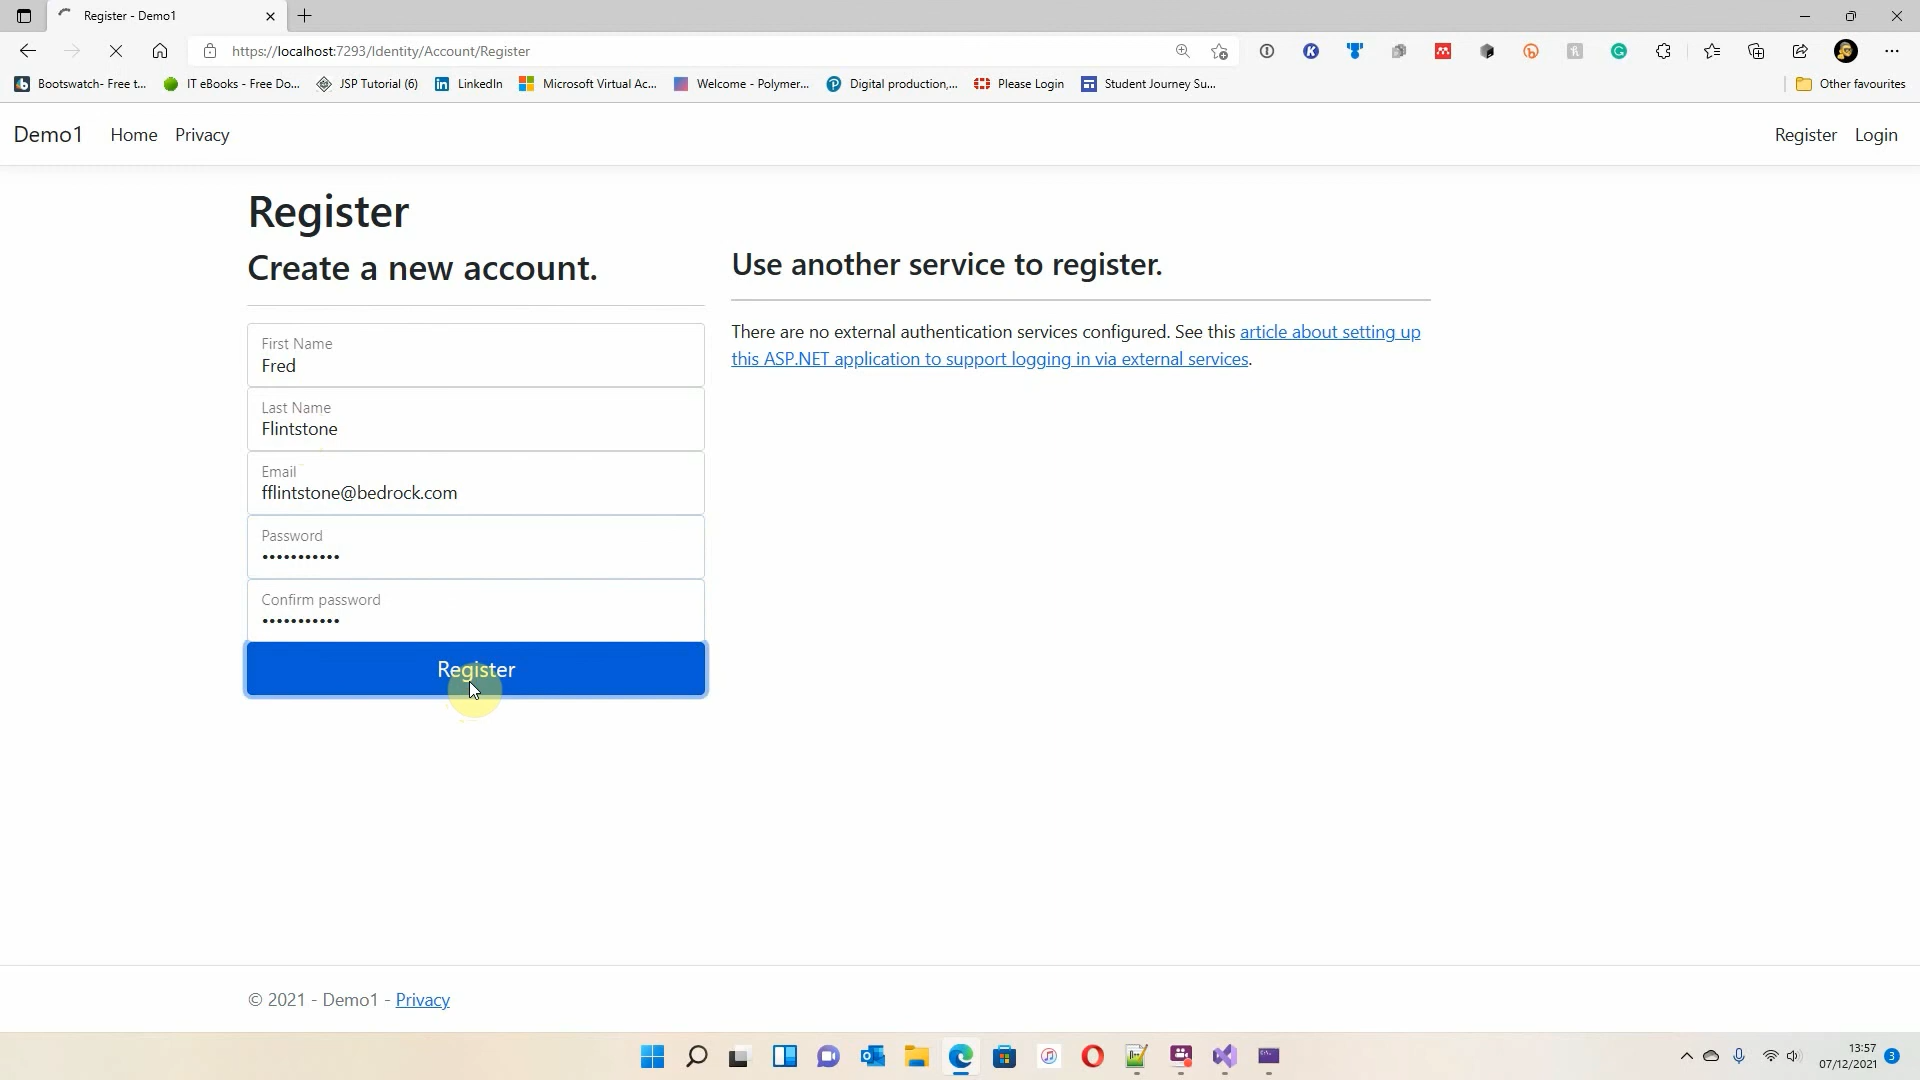 Register - Demo1
https://localhost:7293/Identity/Account/Register
Bootswatch- Free t... IT eBooks - Free Do... JSP Tutorial (6) LinkedIn Microsoft Virtual Ac... Welcome - Polymer... Digital production,... Please Login Student Journey Su... Other favourites
Demo1 Home Privacy Register Login
Register
Create a new account.
Use another service to register.
First Name
Fred
Last Name
Flintstone
Email
fflintstone@bedrock.com
Password
Confirm password
Register
There are no external authentication services configured. See this article about setting up
this ASP.NET application to support logging in via external services.
© 2021 - Demo1 - Privacy
13:57
07/12/2021
3